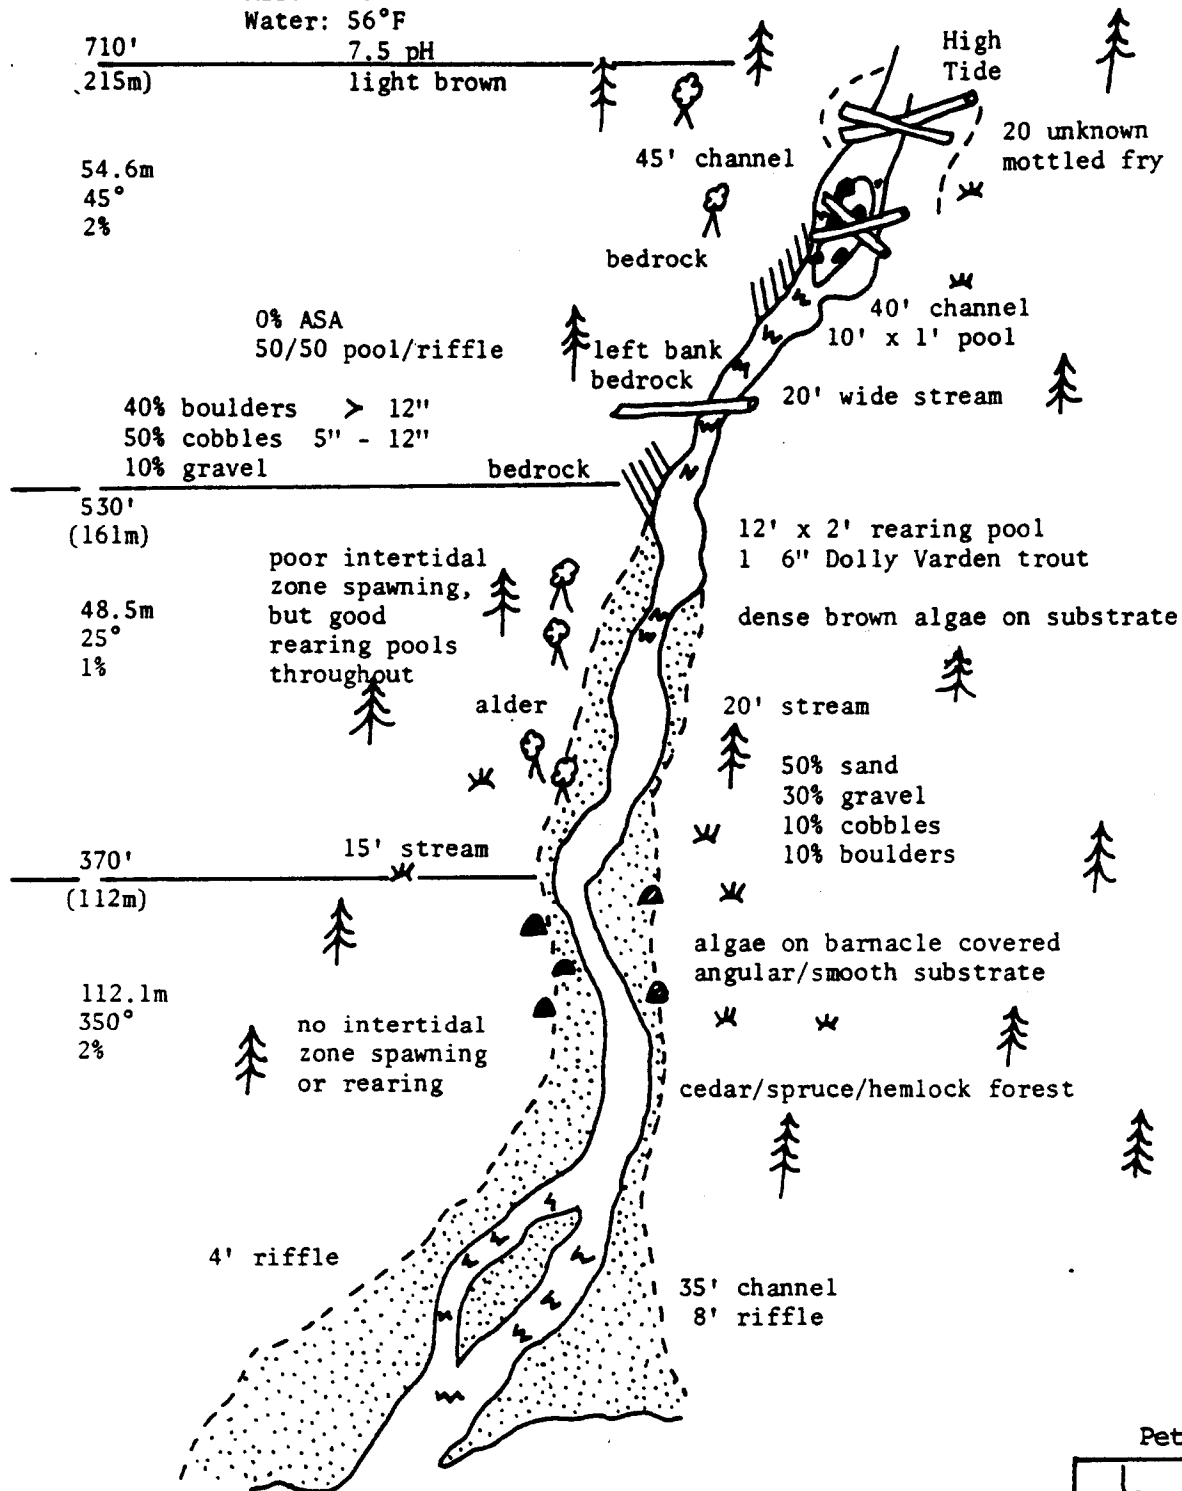 Water: 56°F
710'
7.5 pH
(215m)
light brown
High
Tide
20 unknown
mottled fry
45' channel
54.6m
45°
2%
bedrock
40' channel
10' x 1' pool
0% ASA
50/50 pool/riffle
left bank
bedrock
20' wide stream
40% boulders > 12"
50% cobbles 5" - 12"
10% gravel
bedrock
530'
(161m)
12' x 2' rearing pool
1 6" Dolly Varden trout
poor intertidal
zone spawning,
but good
rearing pools
throughout
48.5m
25°
1%
dense brown algae on substrate
alder
20' stream
50% sand
30% gravel
10% cobbles
10% boulders
15' stream
370'
(112m)
algae on barnacle covered
angular/smooth substrate
112.1m
350°
2%
no intertidal
zone spawning
or rearing
cedar/spruce/hemlock forest
4' riffle
35' channel
8' riffle
Pet